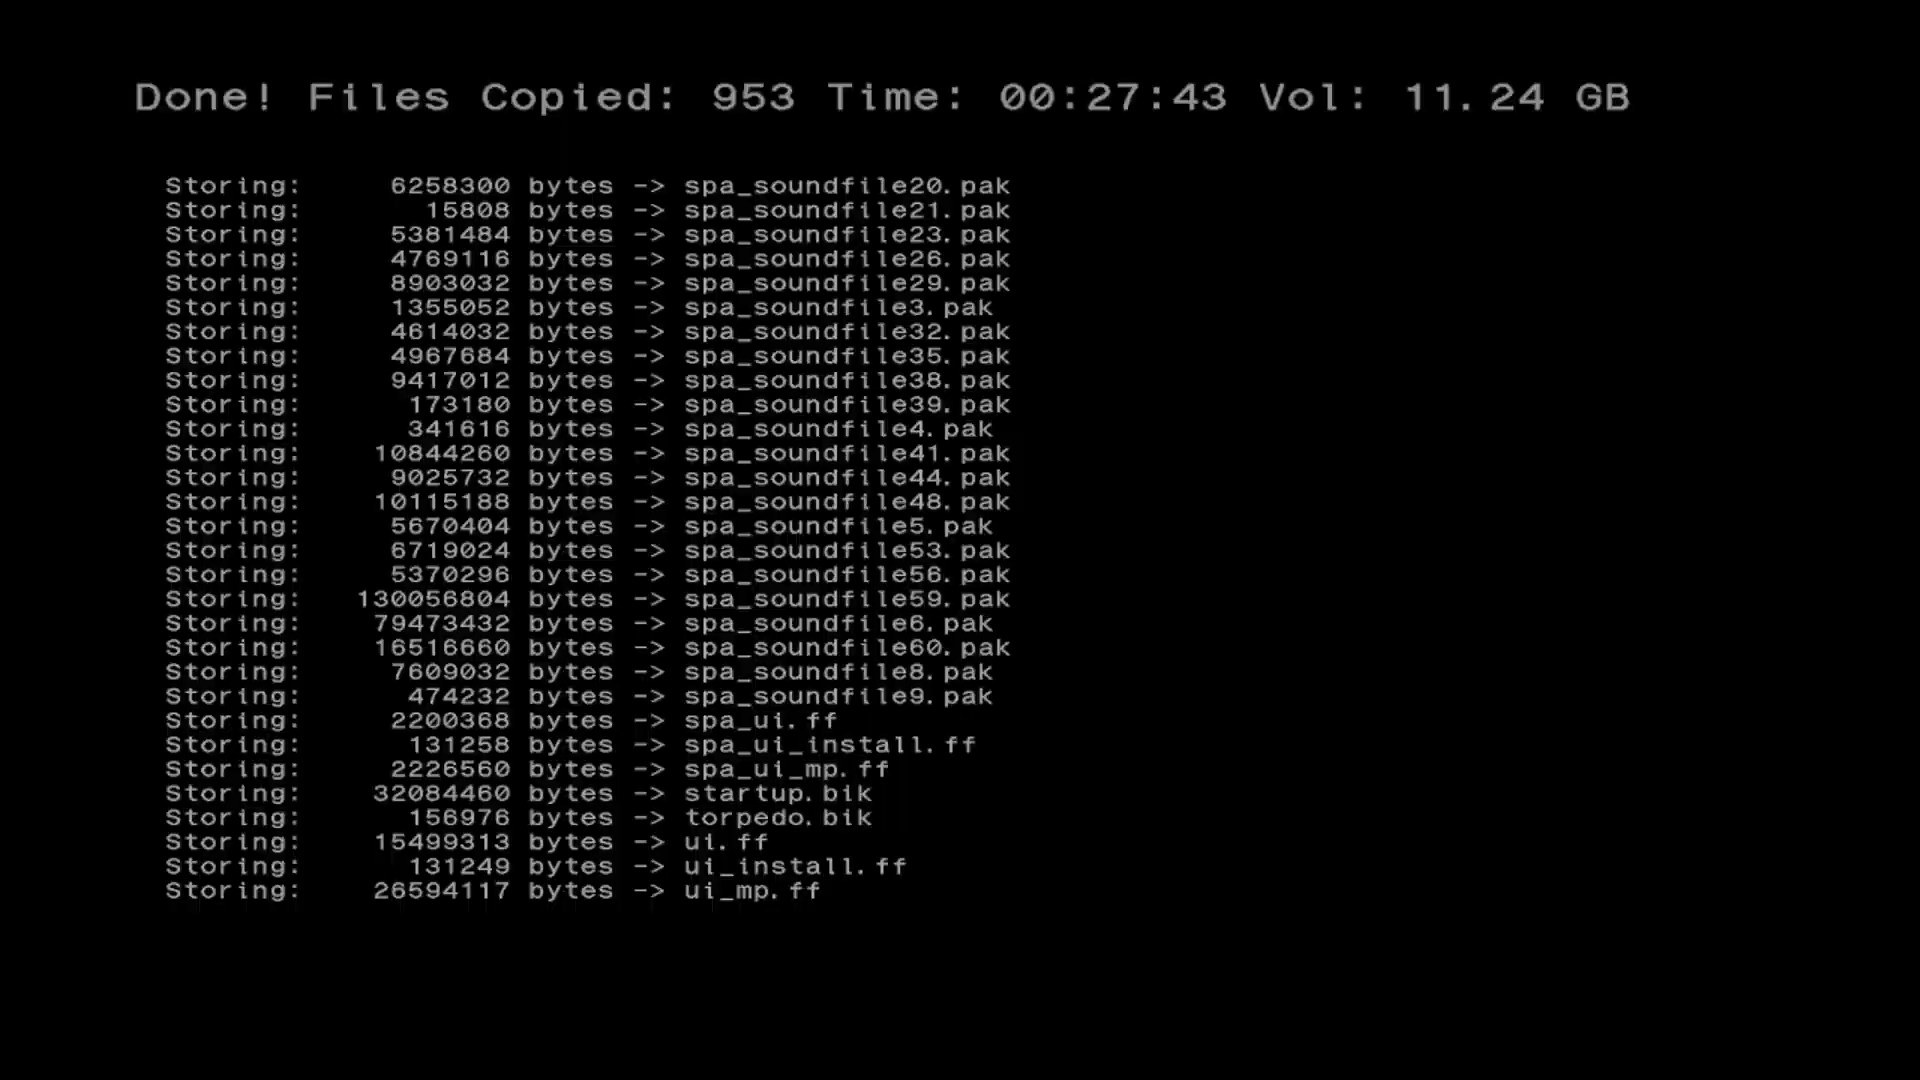 Done! Files Copied: 953 Time: 00:27:43 Vol: 11.24 GB
Storing: 6258300 bytes -> spa_soundfile20.pak
Storing: 15808 bytes -> spa_soundfile21.pak
Storing: 5381484 bytes -> spa_soundfile23.pak
Storing: 4769116 bytes -> spa_soundfile26.pak
Storing: 8903032 bytes -> spa_soundfile29.pak
Storing: 1355052 bytes -> spa_soundfile3.pak
Storing: 4614032 bytes -> spa_soundfile32.pak
Storing: 4967684 bytes -> spa_soundfile35.pak
Storing: 9417012 bytes -> spa_soundfile38.pak
Storing: 173180 bytes -> spa_soundfile39.pak
Storing: 341616 bytes -> spa_soundfile4.pak
Storing: 10844260 bytes -> spa_soundfile41.pak
Storing: 9025732 bytes -> spa_soundfile44.pak
Storing: 10115188 bytes -> spa_soundfile48.pak
Storing: 5670404 bytes -> spa_soundfile5.pak
Storing: 6719024 bytes -> spa_soundfile53.pak
Storing: 5370296 bytes -> spa_soundfile56.pak
Storing: 130056804 bytes -> spa_soundfile59.pak
Storing: 79473432 bytes -> spa_soundfile6.pak
Storing: 16516660 bytes -> spa_soundfile60.pak
Storing: 7609032 bytes -> spa_soundfile8.pak
Storing: 474232 bytes -> spa_soundfile9.pak
Storing: 2200368 bytes -> spa_ui.ff
Storing: 131258 bytes -> spa_ui_install.ff
Storing: 2226560 bytes -> spa_ui_mp.ff
Storing: 32084460 bytes -> startup.bik
Storing: 156976 bytes -> torpedo.bik
Storing: 15499313 bytes -> ui.ff
Storing: 131249 bytes -> ui_install.ff
Storing: 26594117 bytes -> ui_mp.ff